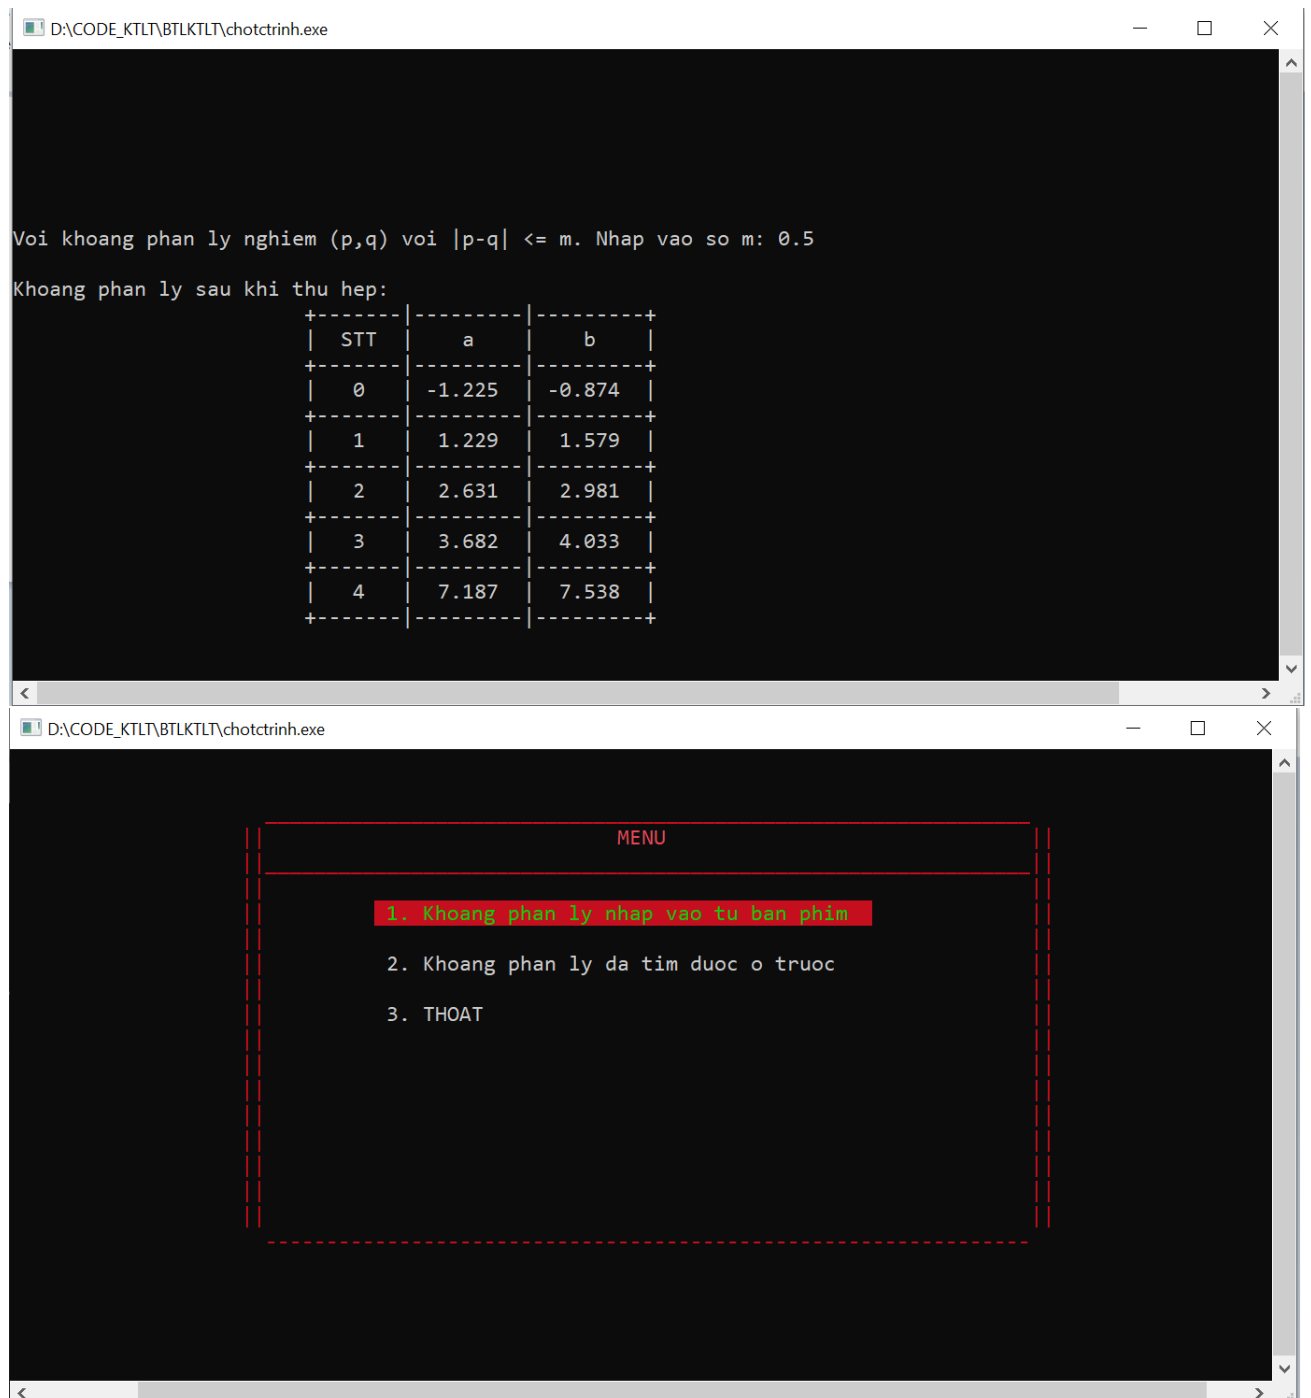 D:\CODE_KTLT\BTLKTLT\chotctrinh.exe
Voi khoang phan ly nghiem (p,q) voi |p-q| <= m. Nhap vao so m: 0.5
Khoang phan ly sau khi thu hep:
+-------|---------|---------+
| STT | a | b |
+-------|---------|---------+
| 0 | -1.225 | -0.874 |
+-------|---------|---------+
| 1 | 1.229 | 1.579 |
+-------|---------|---------+
| 2 | 2.631 | 2.981 |
+-------|---------|---------+
| 3 | 3.682 | 4.033 |
+-------|---------|---------+
| 4 | 7.187 | 7.538 |
+-------|---------|---------+
D:\CODE_KTLT\BTLKTLT\chotctrinh.exe
MENU
1. Khoang phan ly nhap vao tu ban phim
2. Khoang phan ly da tim duoc o truoc
3. THOAT